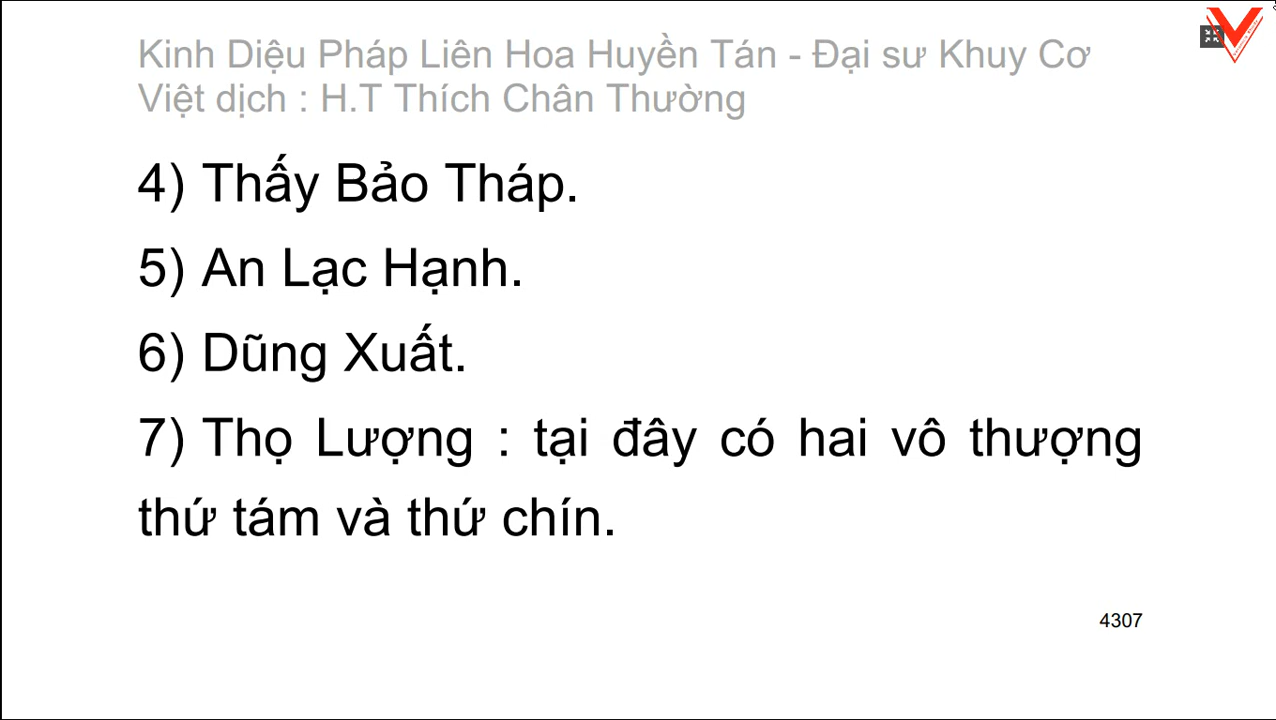 Kinh Diệu Pháp Liên Hoa Huyền Tán - Đại sư Khuy Cơ
Việt dịch : H.T Thích Chân Thường
4) Thấy Bảo Tháp.
5) An Lạc Hạnh.
6) Dũng Xuất.
7) Thọ Lượng : tại đây có hai vô thượng
thứ tám và thứ chín.
4307